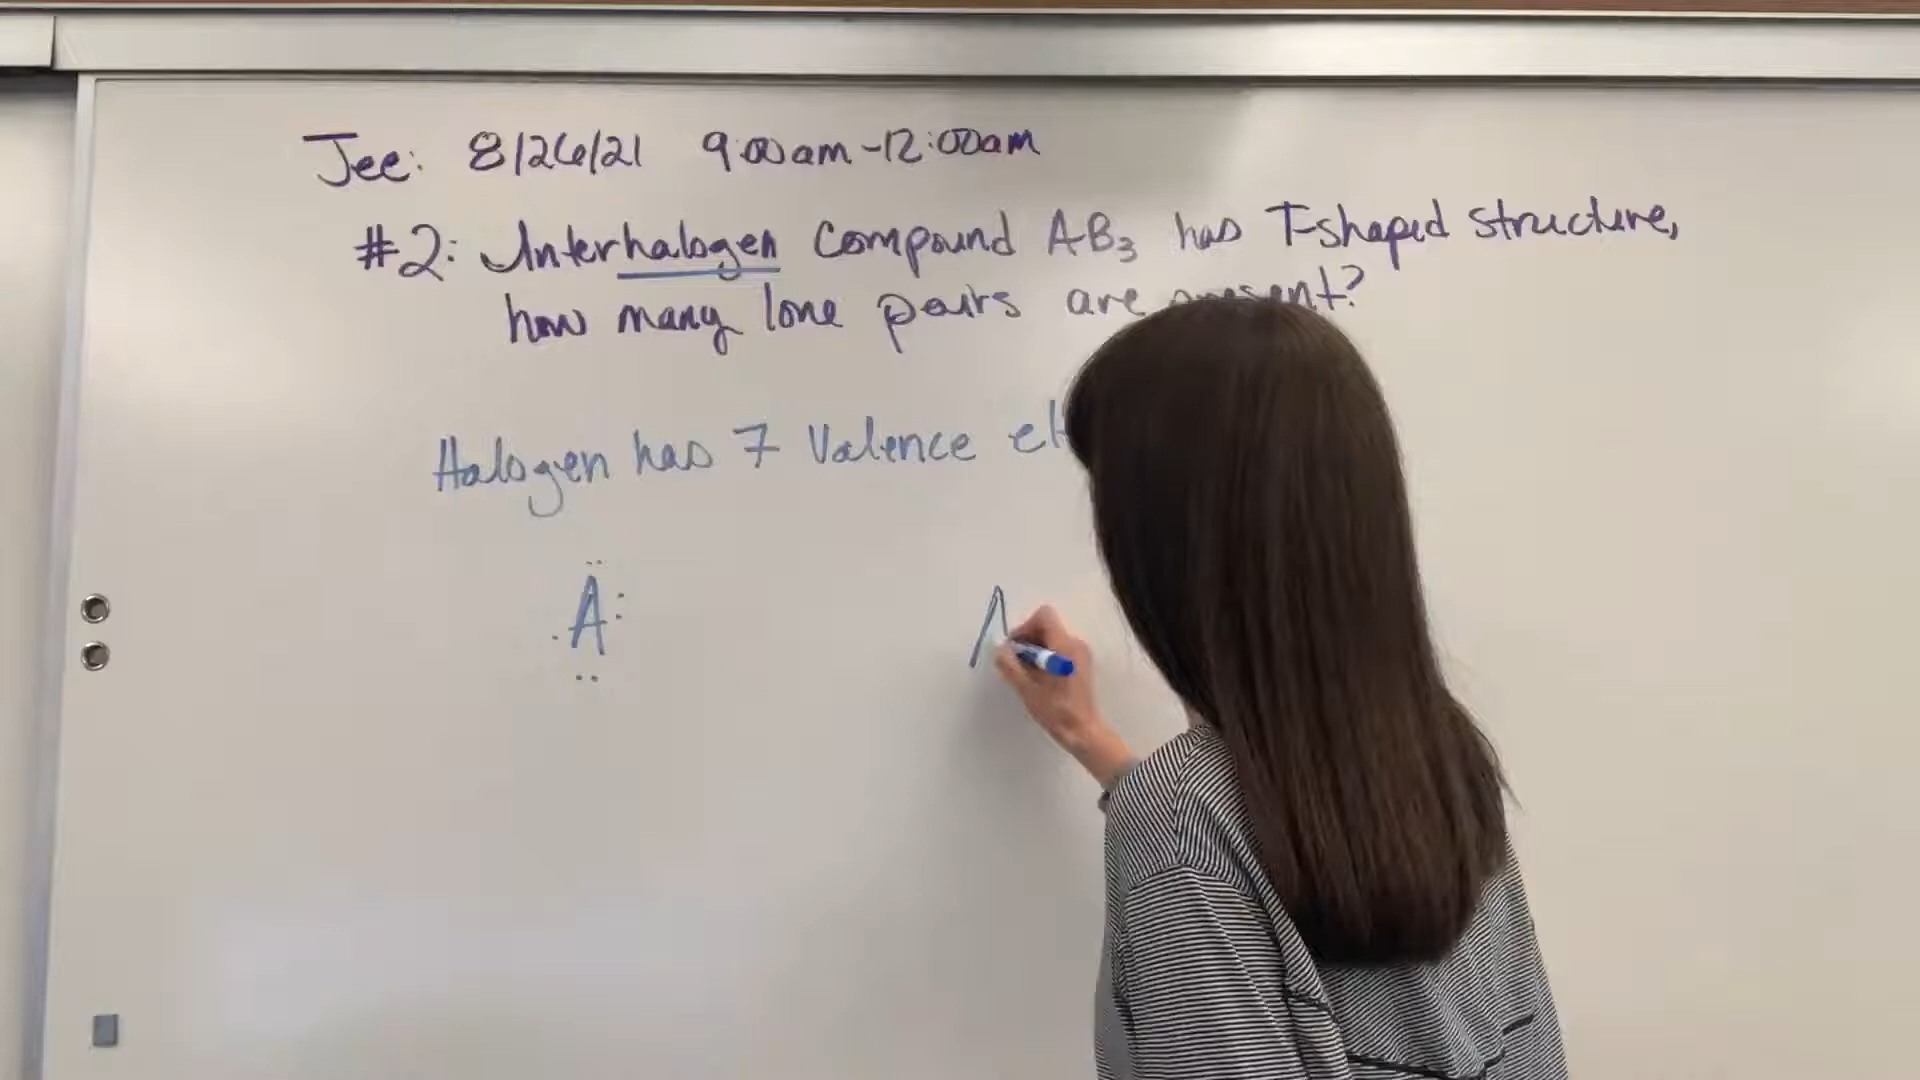 Jee: 8/26/21 9:00am-12:00am
#2: Interhalogen Compound AB₃ has T-shaped structure,
how many lone pairs are present?
Halogen has 7 Valence
A